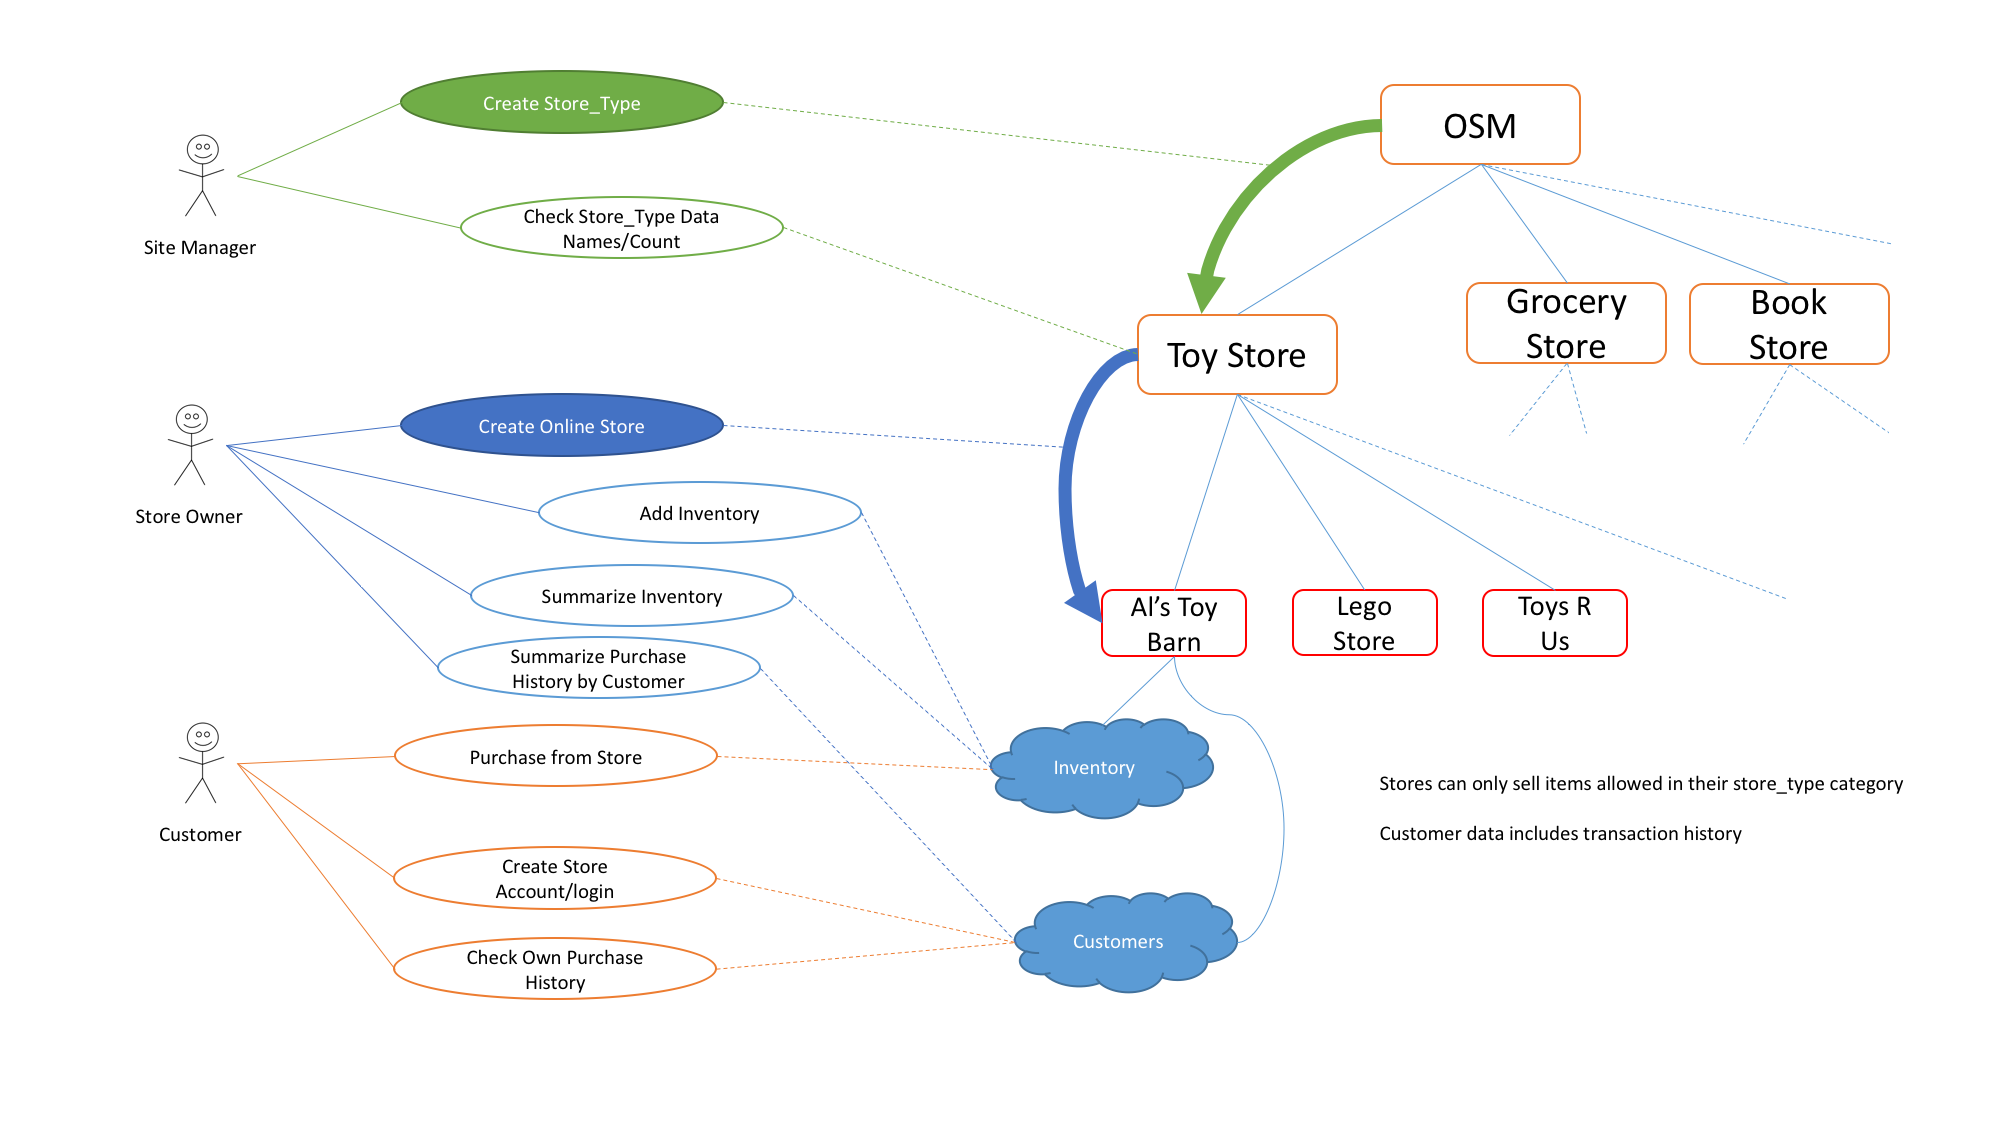 Create Store_Type
OSM
Check Store_Type Data
Names/Count
Site Manager
Grocery
Store
Book
Store
Toy Store
Create Online Store
Store Owner
Add Inventory
Summarize Inventory
Al’s Toy
Barn
Lego
Store
Toys R
Us
Summarize Purchase
History by Customer
Purchase from Store
Inventory
Stores can only sell items allowed in their store_type category
Customer
Customer data includes transaction history
Create Store
Account/login
Customers
Check Own Purchase
History